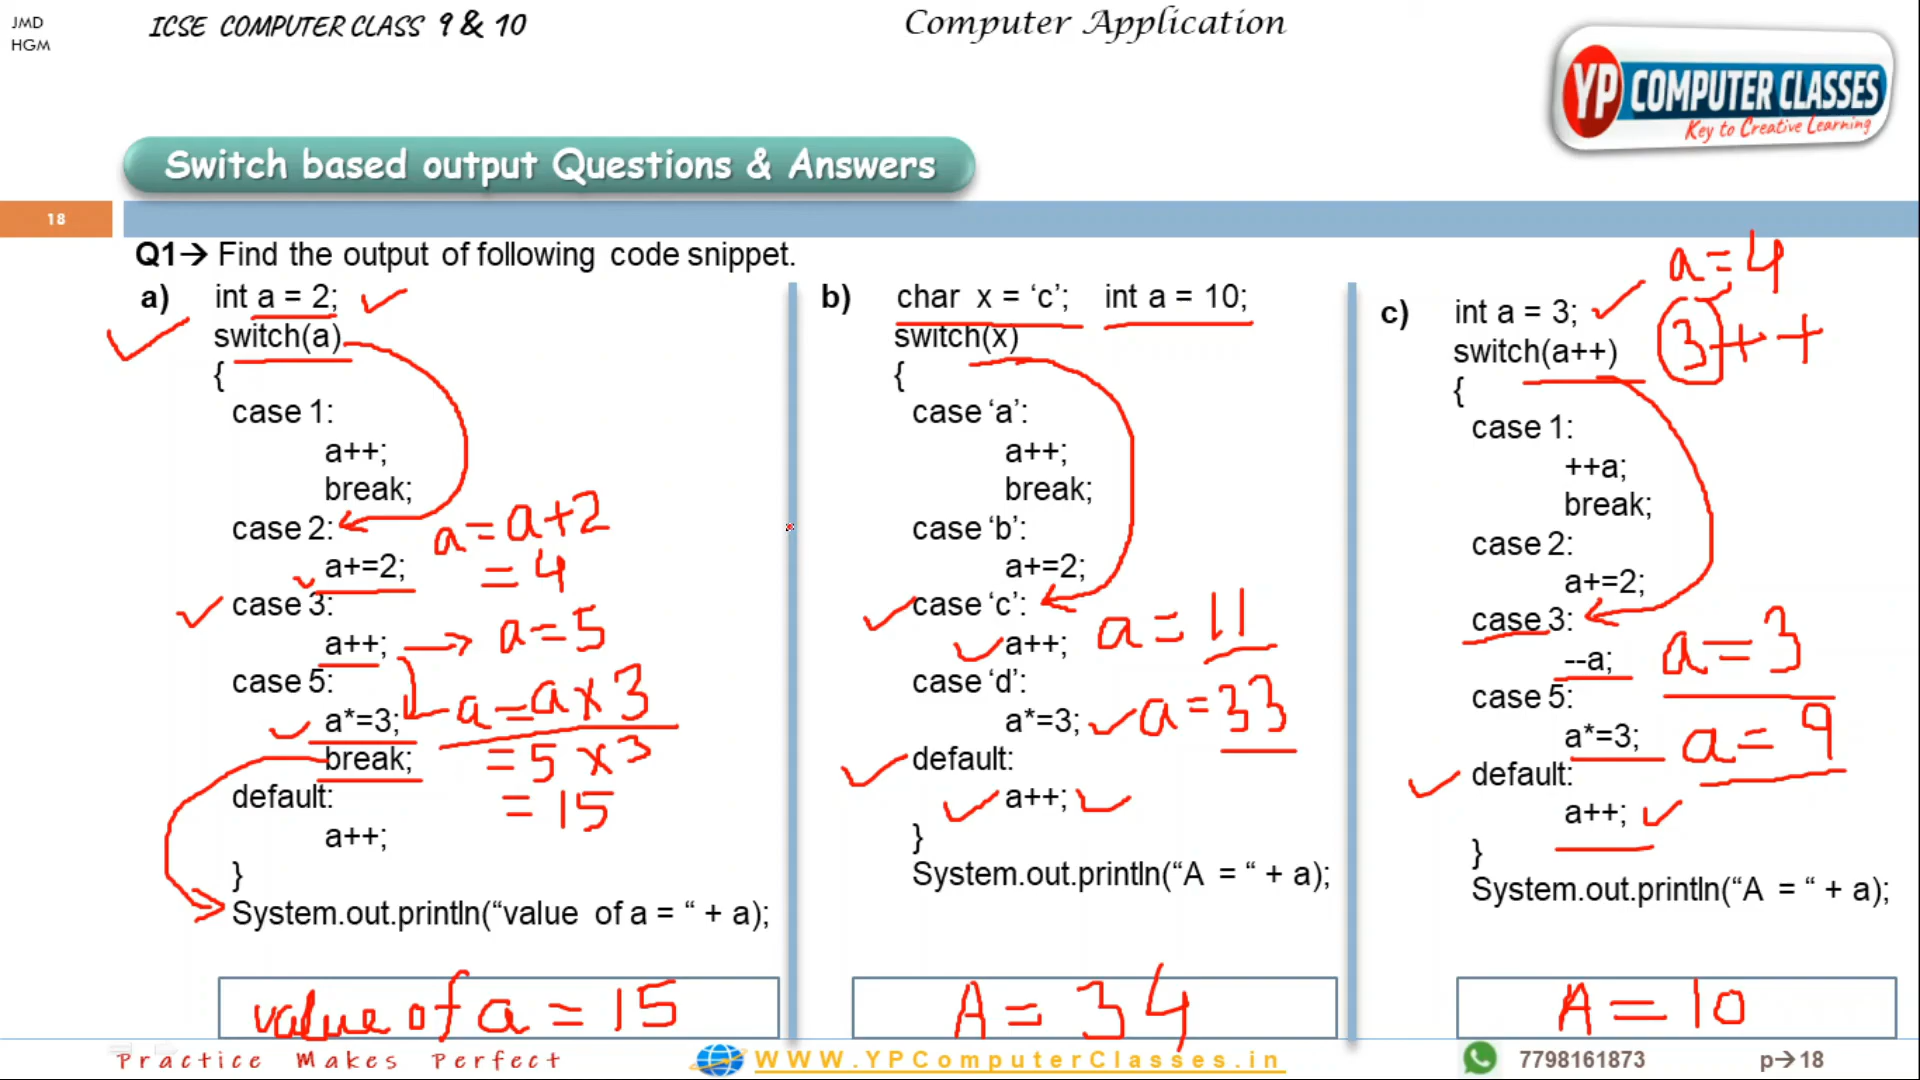 JMD
HGM
ICSE COMPUTER CLASS 9 & 10
Computer Application
YP COMPUTER CLASSES
Key to Creative Learning
Switch based output Questions & Answers
18
Q1→ Find the output of following code snippet.
a) int a = 2;
switch(a)
{
case 1:
a++;
break;
case 2:
a+=2;
case 3:
a++;
case 5:
a*=3;
break;
default:
a++;
}
System.out.println(“value of a = “ + a);
a = a+2
= 4
a = 5
a = a x 3
= 5 x 3
= 15
value of a = 15
b) char x = ‘c’; int a = 10;
switch(x)
{
case ‘a’:
a++;
break;
case ‘b’:
a+=2;
case ‘c’:
a++;
case ‘d’:
a*=3;
default:
a++;
}
System.out.println(“A = “ + a);
a = 11
a = 33
A = 34
c) int a = 3;
switch(a++)
{
case 1:
++a;
break;
case 2:
a+=2;
case 3:
--a;
case 5:
a*=3;
default:
a++;
}
System.out.println(“A = “ + a);
a = 4
3++
a = 3
a = 9
A = 10
Practice Makes Perfect
WWW.YPComputerClasses.in
7798161873
p→18